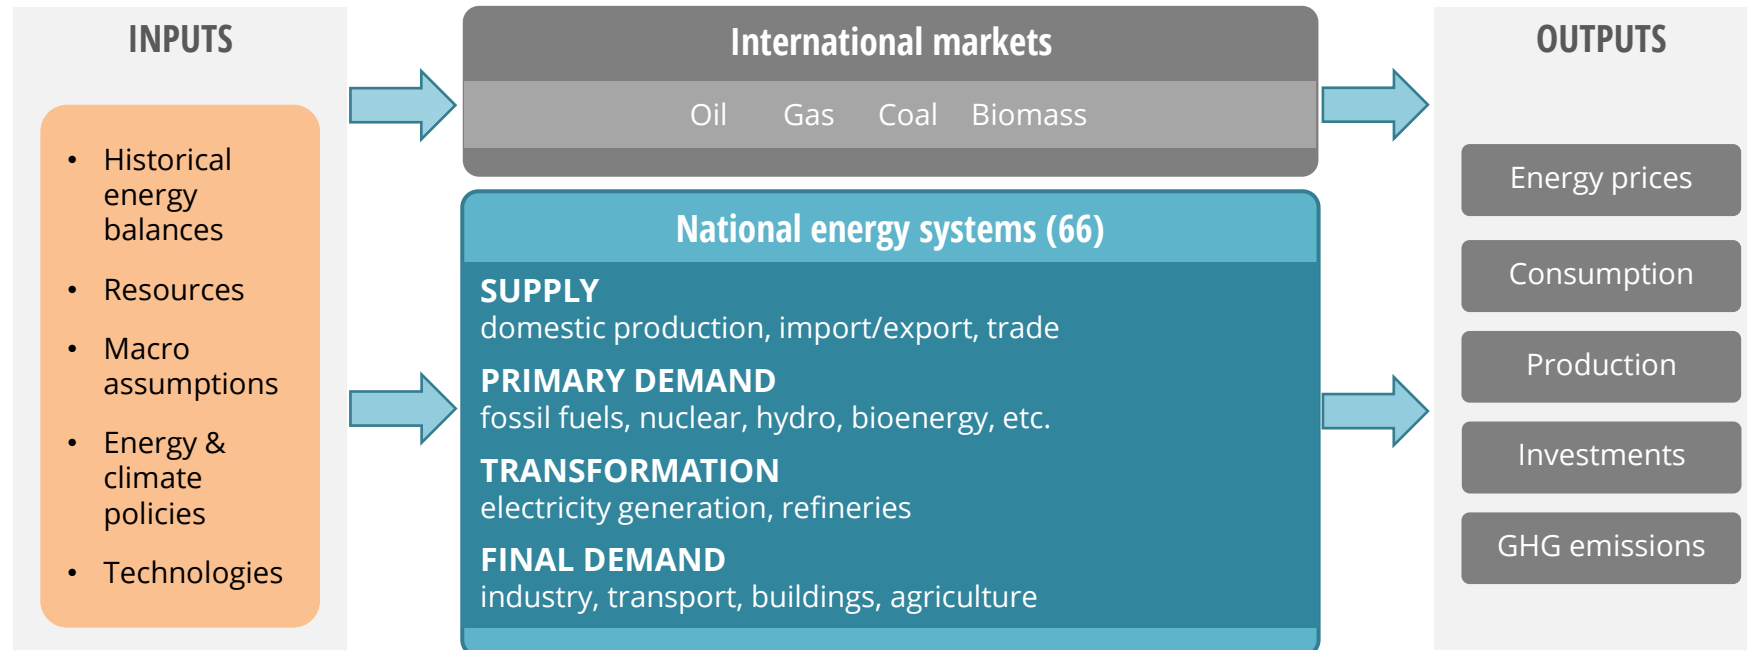 INPUTS
• Historical
energy
balances
• Resources
• Macro
assumptions
• Energy &
climate
policies
• Technologies
International markets
Oil Gas Coal Biomass
National energy systems (66)
SUPPLY
domestic production, import/export, trade
PRIMARY DEMAND
fossil fuels, nuclear, hydro, bioenergy, etc.
TRANSFORMATION
electricity generation, refineries
FINAL DEMAND
industry, transport, buildings, agriculture
OUTPUTS
Energy prices
Consumption
Production
Investments
GHG emissions